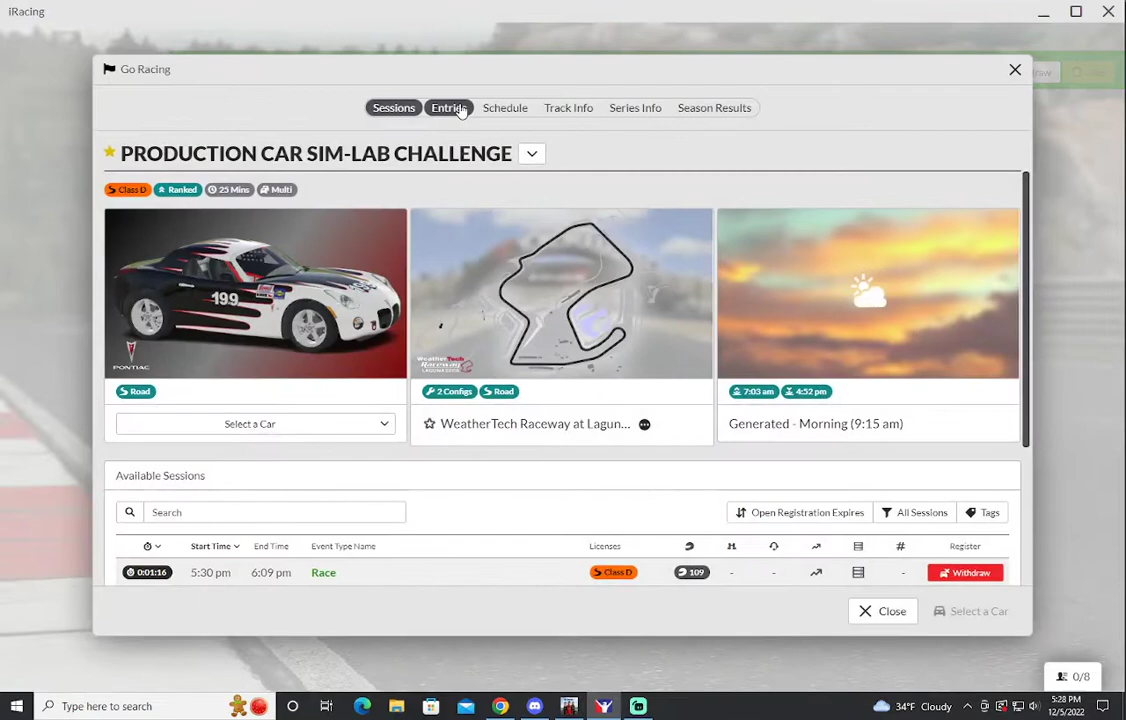 iRacing
Go Racing
Sessions
Schedule
Track Info
Series Info
Season Results
PRODUCTION CAR SIM-LAB CHALLENGE
Class D
Ranked
25 Mins
Multi
199
PONTIAC
WeatherTech
Raceway
Road
2 Configs
Road
7:03 am
4:52 pm
Select a Car
WeatherTech Raceway at Lagun...
Generated - Morning (9:15 am)
Available Sessions
Search
Open Registration Expires
All Sessions
Tags
Start Time
End Time
Event Type Name
Licenses
#
Register
0:01:16
5:30 pm
6:09 pm
Race
Class D
109
-
-
-
Withdraw
Close
Select a Car
0/8
Type here to search
34°F Cloudy
5:28 PM
12/5/2022